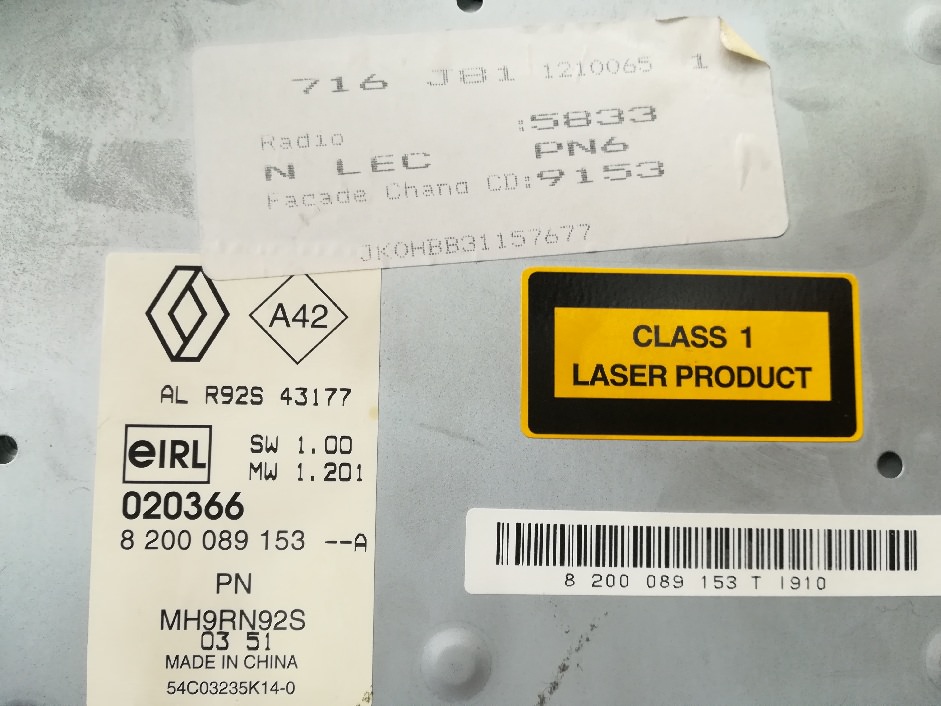 716 JB1 1210065 1
Radio :5833
N LEC PN6
Facade Chang CD:9153
JKOHBB31157677
A42
AL R92S 43177
eIRL SW 1.00
MW 1.201
020366
8 200 089 153 --A
PN
MH9RN92S
03 51
MADE IN CHINA
54C03235K14-0
CLASS 1
LASER PRODUCT
8 200 089 153 T 1910